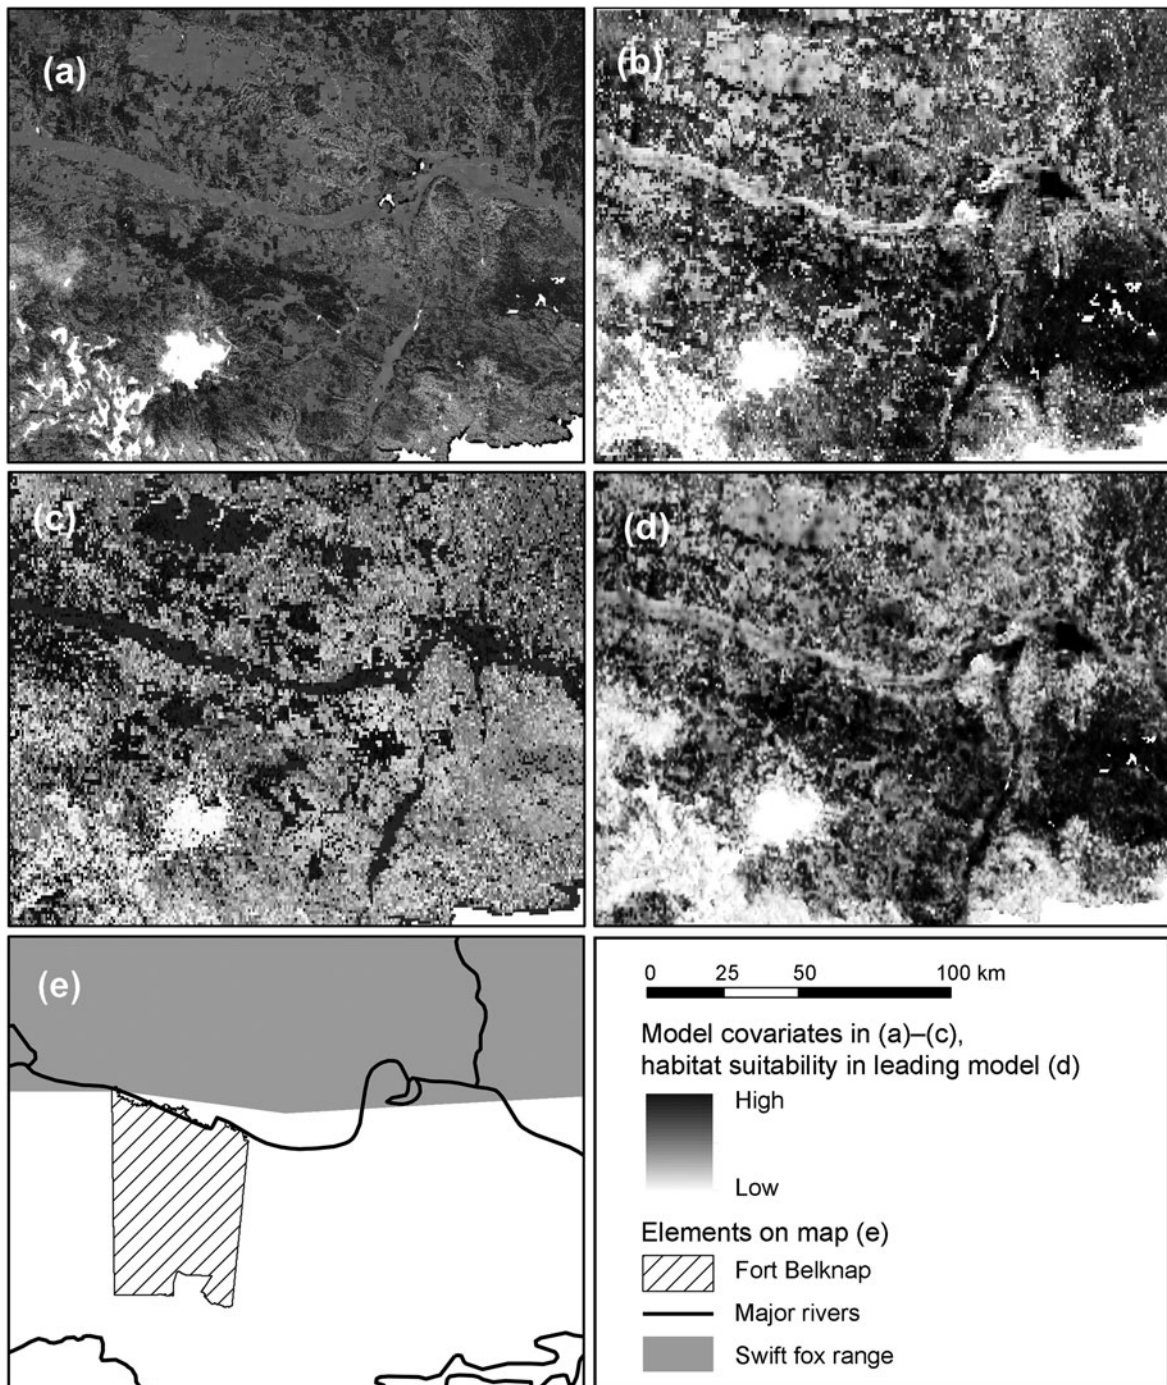 (a)
(b)
(c)
(d)
(e)
0 25 50 100 km
Model covariates in (a)–(c),
habitat suitability in leading model (d)
High
Low
Elements on map (e)
Fort Belknap
Major rivers
Swift fox range